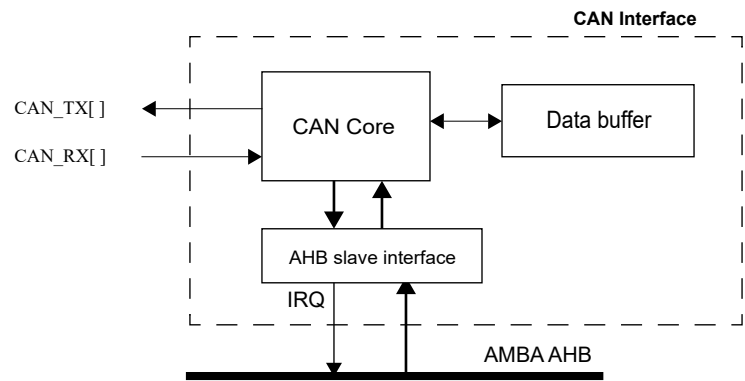 CAN Interface
CAN_TX[ ]
CAN Core
Data buffer
CAN_RX[ ]
AHB slave interface
IRQ
AMBA AHB